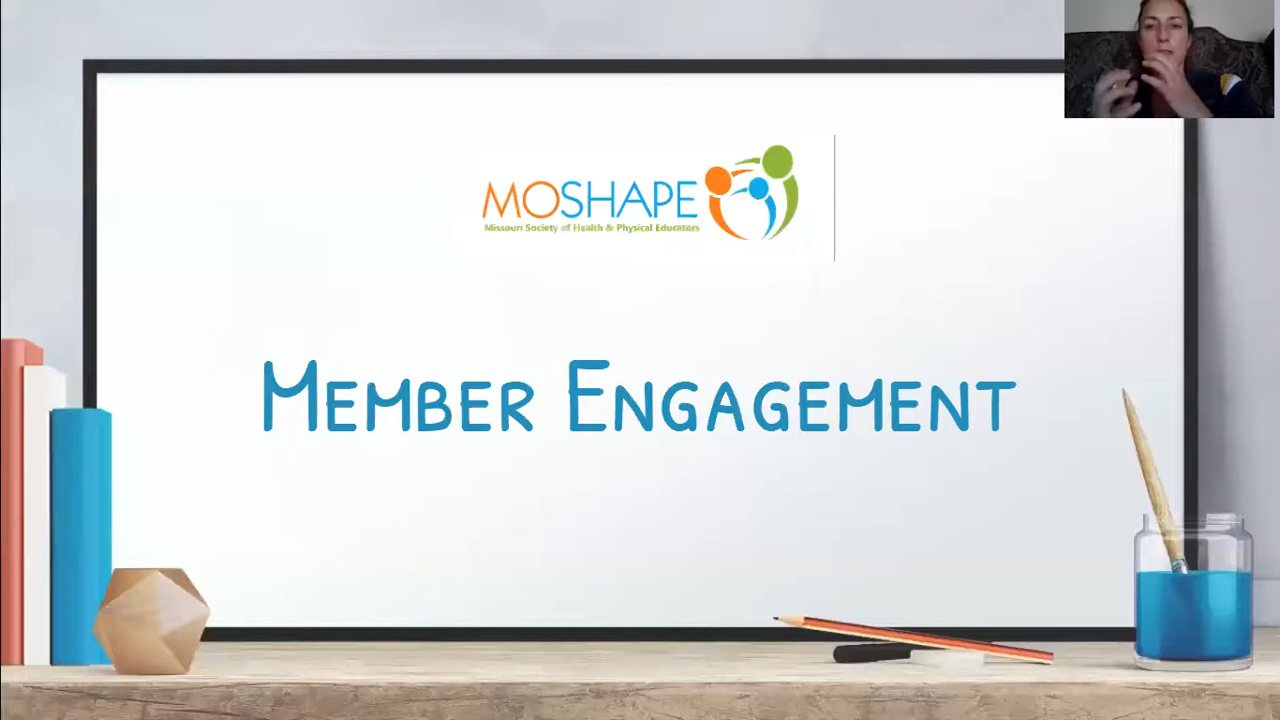 MOSHAPE
Missouri Society of Health & Physical Educators
MEMBER ENGAGEMENT